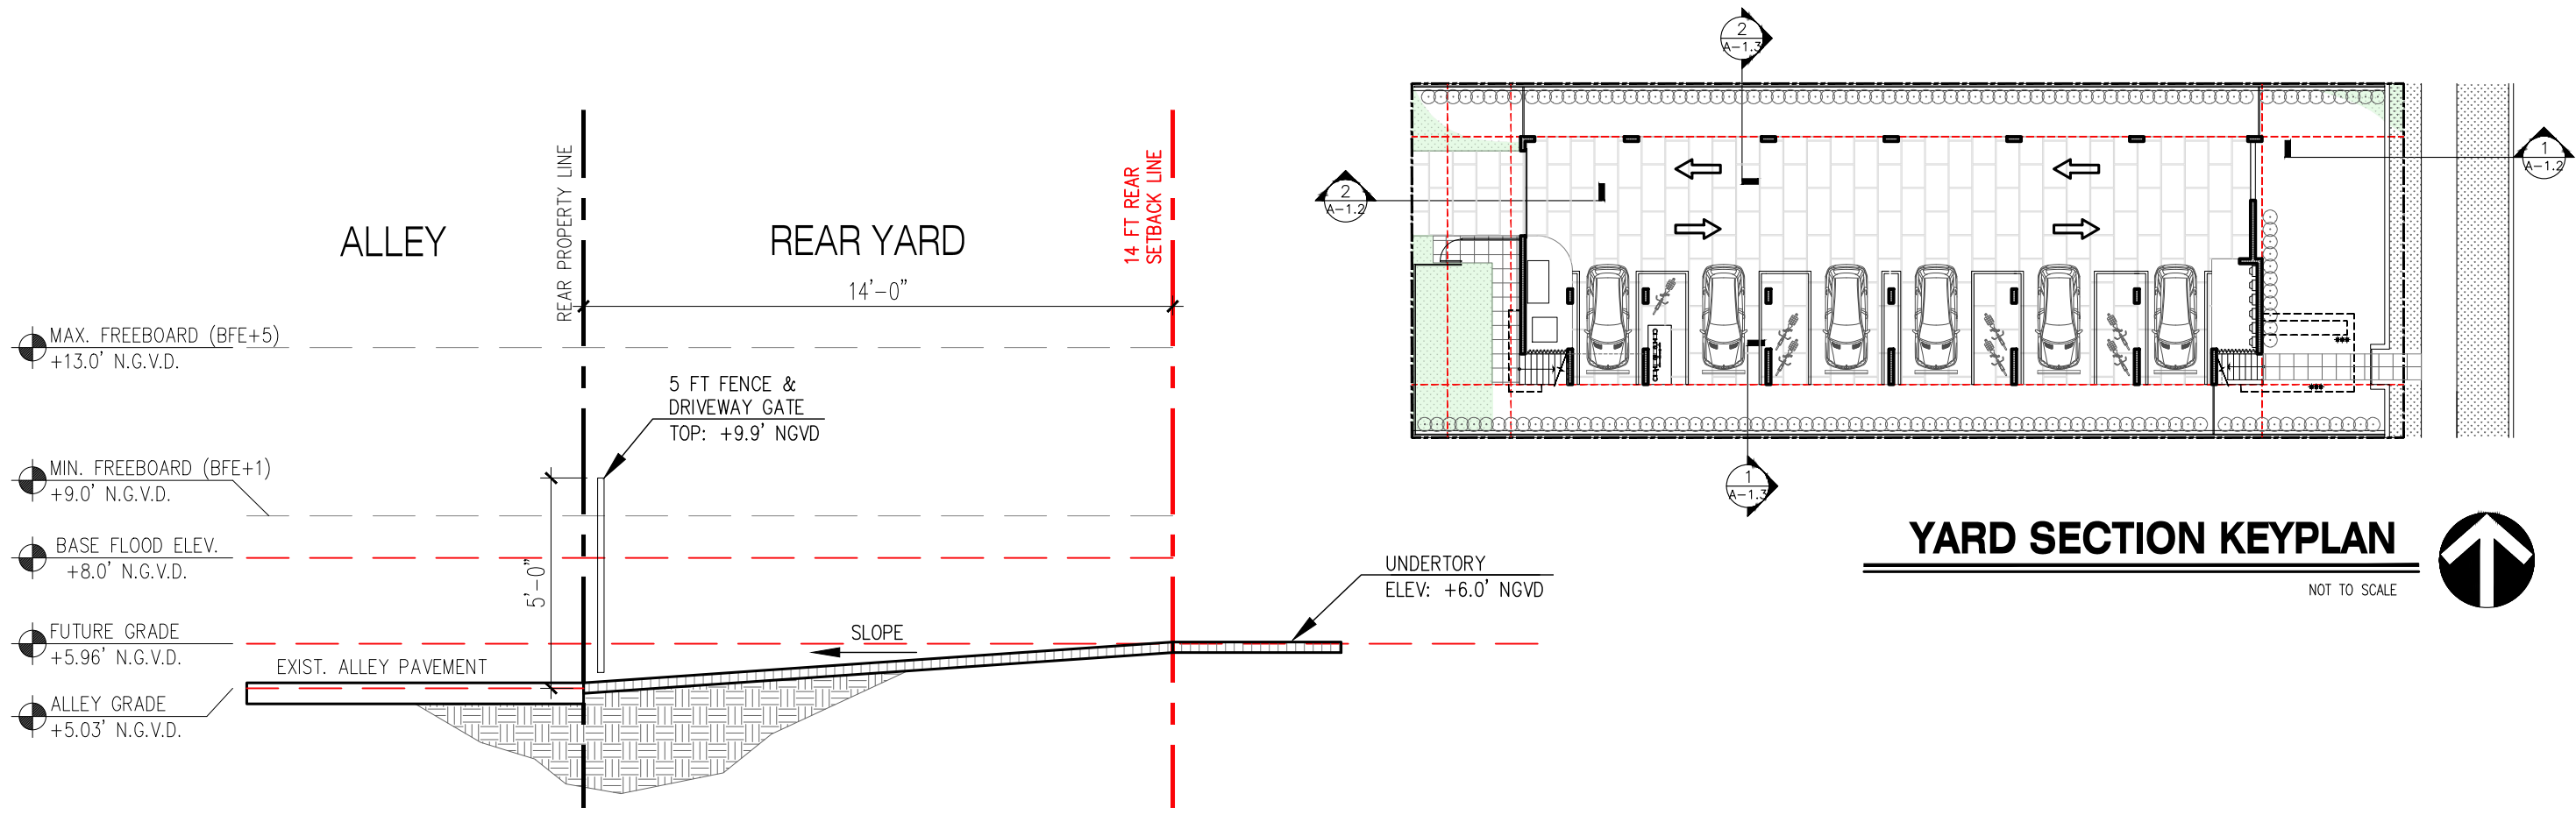 ALLEY
REAR PROPERTY LINE
REAR YARD
14'-0"
14 FT REAR
SETBACK LINE
MAX. FREEBOARD (BFE+5)
+13.0' N.G.V.D.
5 FT FENCE &
DRIVEWAY GATE
TOP: +9.9' NGVD
MIN. FREEBOARD (BFE+1)
+9.0' N.G.V.D.
BASE FLOOD ELEV.
+8.0' N.G.V.D.
5'-0"
UNDERTORY
ELEV: +6.0' NGVD
FUTURE GRADE
+5.96' N.G.V.D.
SLOPE
EXIST. ALLEY PAVEMENT
ALLEY GRADE
+5.03' N.G.V.D.
2
A-1.3
1
A-1.2
2
A-1.2
1
A-1.3
YARD SECTION KEYPLAN
NOT TO SCALE